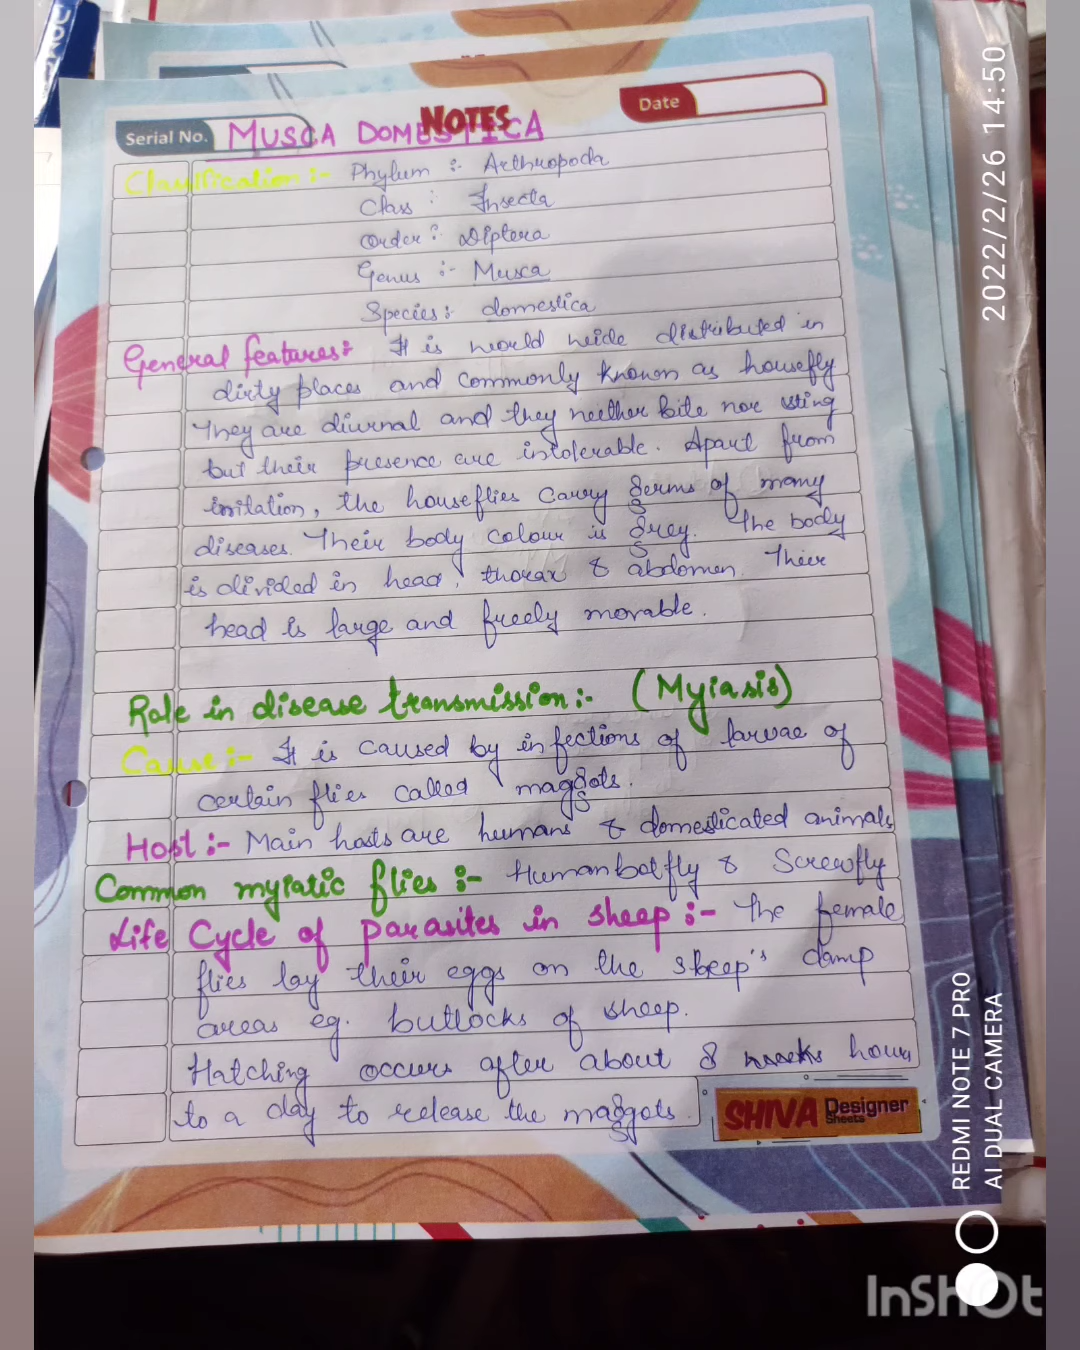 NOTES
Date
Serial No.
MUSCA DOMESTICA
Classification :- Phylum :- Arthropoda
Class : Insecta
Order :- Diptera
Genus :- Musca
Species :- domestica
General features :- It is world wide distributed in
dirty places and commonly known as housefly
They are diurnal and they neither bite nor sting
but their presence are intolerable. Apart from
irritation, the houseflies carry germs of many
diseases. Their body colour is grey. The body
is divided in head, thorax & abdomen. Their
head is large and freely movable.
Role in disease transmission :- (Myiasis)
Cause :- It is caused by infections of larvae of
certain flies called maggots.
Host :- Main hosts are humans & domesticated animals
Common myiatic flies :- Human botfly & Screwfly
Life Cycle of parasites in sheep :- The female
flies lay their eggs on the sheep's damp
areas eg. buttocks of sheep.
Hatching occurs after about 8 hours
to a day to release the maggots.
SHIVA Designer
Sheets
2022/2/26 14:50
REDMI NOTE 7 PRO
AI DUAL CAMERA
InShOt